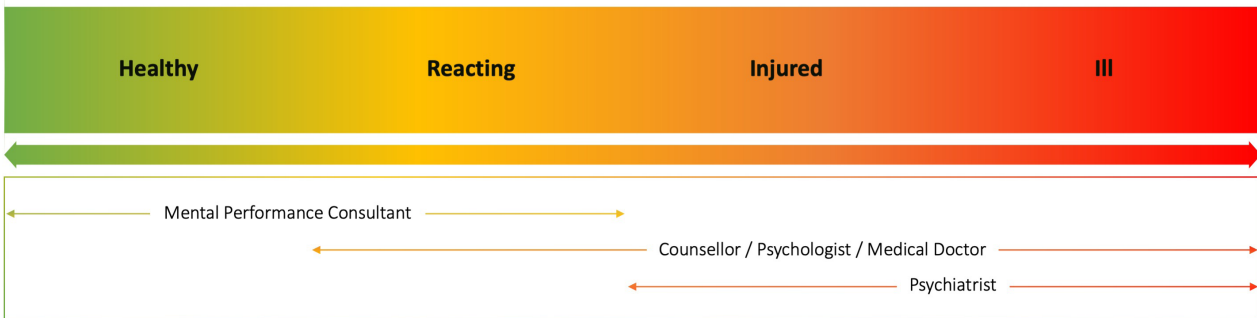 Healthy Reacting Injured Ill
Mental Performance Consultant
Counsellor / Psychologist / Medical Doctor
Psychiatrist